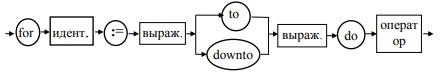 for идент. := выраж. to downto выраж. do операт
ор